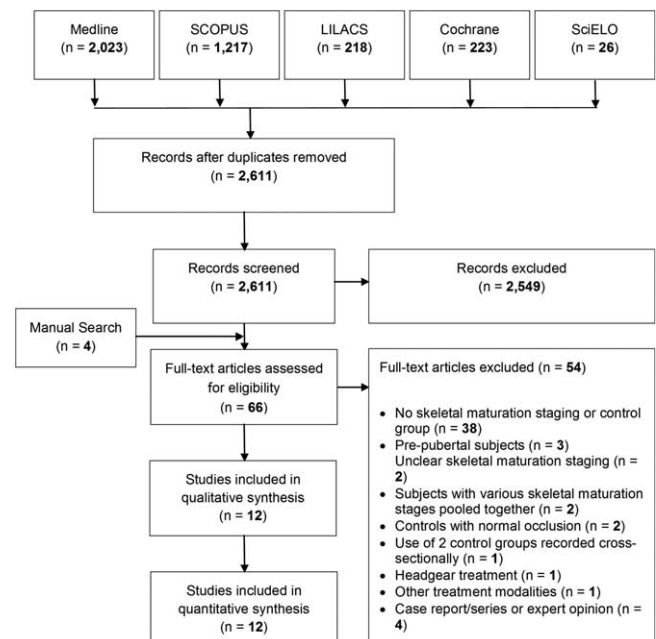 Medline
(n = 2,023)
SCOPUS
(n = 1,217)
LILACS
(n = 218)
Cochrane
(n = 223)
SciELO
(n = 26)
Records after duplicates removed
(n = 2,611)
Records screened
(n = 2,611)
Records excluded
(n = 2,549)
Manual Search
(n = 4)
Full-text articles assessed
for eligibility
(n = 66)
Full-text articles excluded (n = 54)
• No skeletal maturation staging or control
group (n = 38)
• Pre-pubertal subjects (n = 3)
Unclear skeletal maturation staging (n =
2)
• Subjects with various skeletal maturation
stages pooled together (n = 2)
• Controls with normal occlusion (n = 2)
• Use of 2 control groups recorded cross-
sectionally (n = 1)
• Headgear treatment (n = 1)
• Other treatment modalities (n = 1)
• Case report/series or expert opinion (n =
4)
Studies included in
qualitative synthesis
(n = 12)
Studies included in
quantitative synthesis
(n = 12)